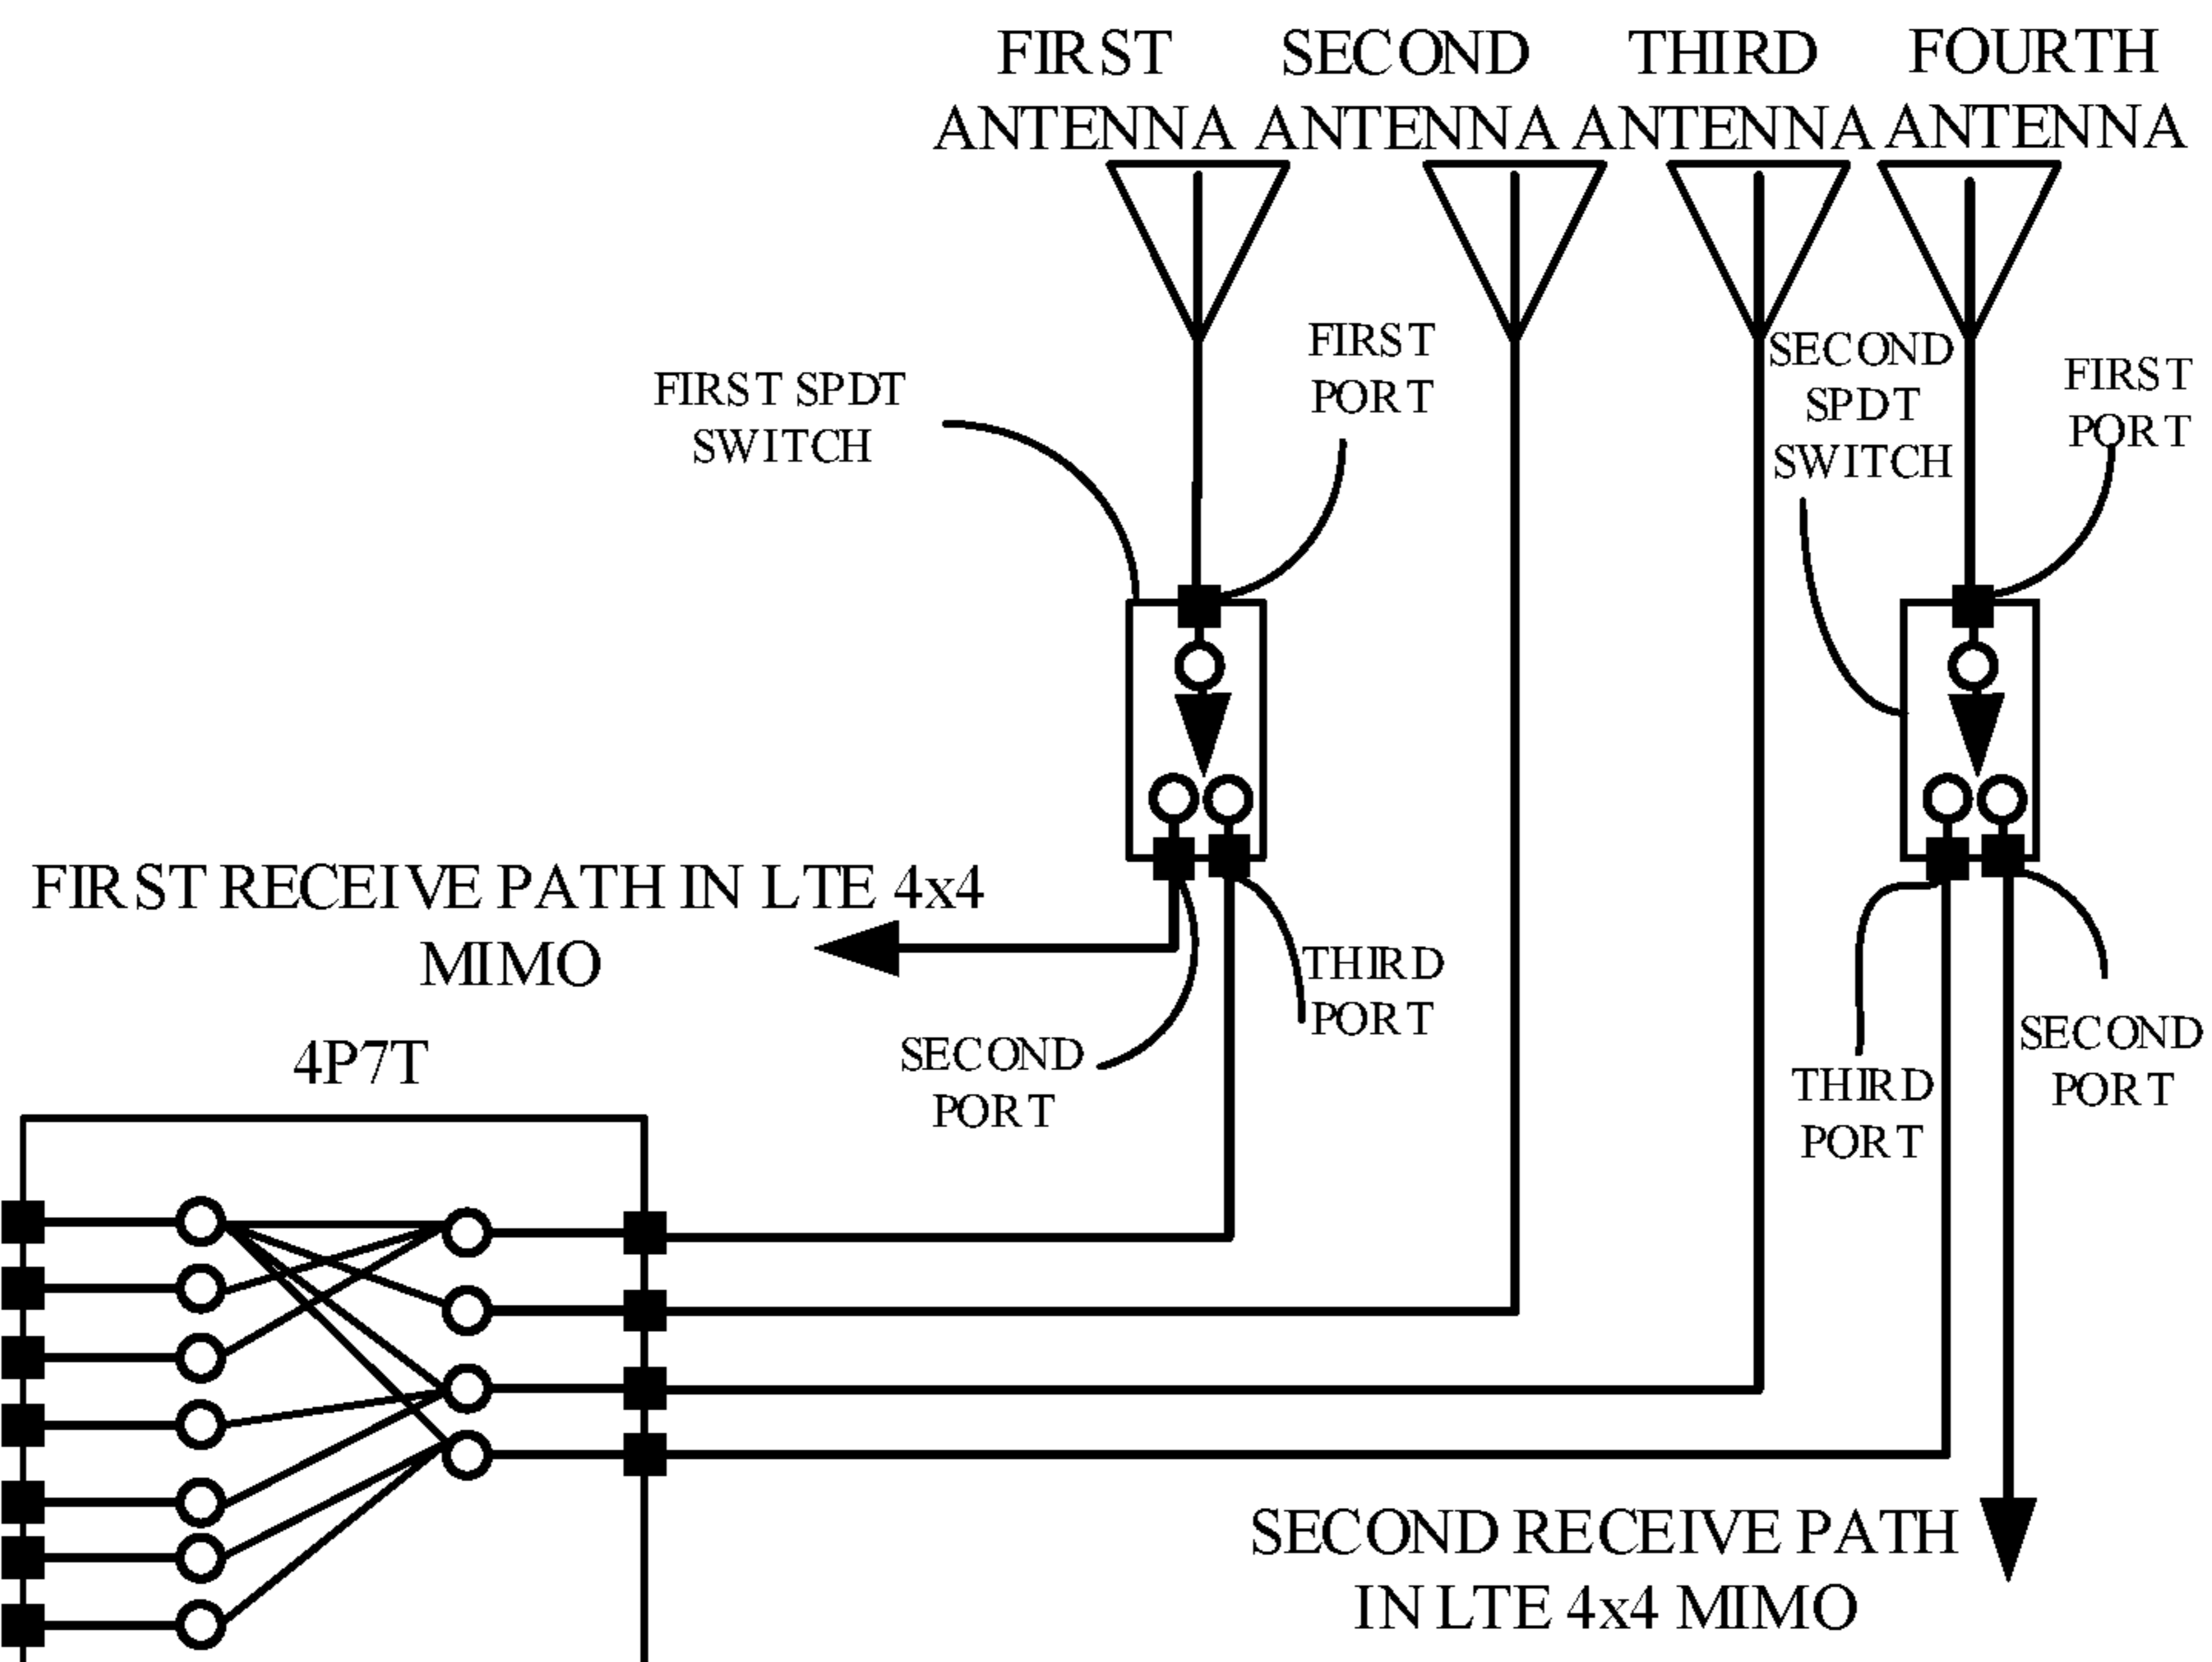 FIRST SECOND THIRD FOURTH
ANTENNA ANTENNA ANTENNA ANTENNA
FIRST SPDT
SWITCH
FIRST
PORT
SECOND
SPDT
SWITCH
FIRST
PORT
FIRST RECEIVE PATH IN LTE 4x4
MIMO
THIRD
PORT
SECOND
PORT
THIRD
PORT
SECOND
PORT
4P7T
SECOND RECEIVE PATH
IN LTE 4x4 MIMO